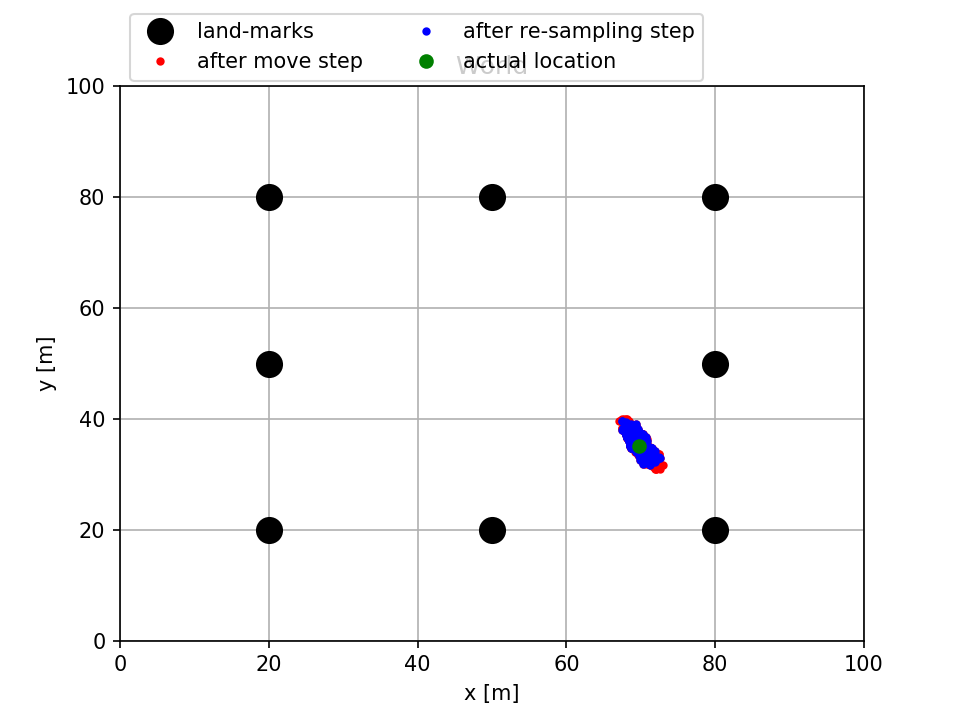 land-marks
after move step
after re-sampling step
actual location
World
100
80
60
40
20
0
y [m]
0 20 40 60 80 100
x [m]